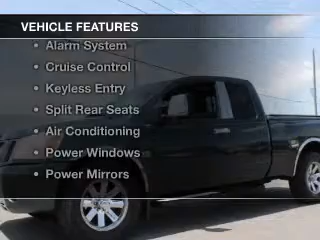 VEHICLE FEATURES
• Alarm System
• Cruise Control
• Keyless Entry
• Split Rear Seats
• Air Conditioning
• Power Windows
• Power Mirrors